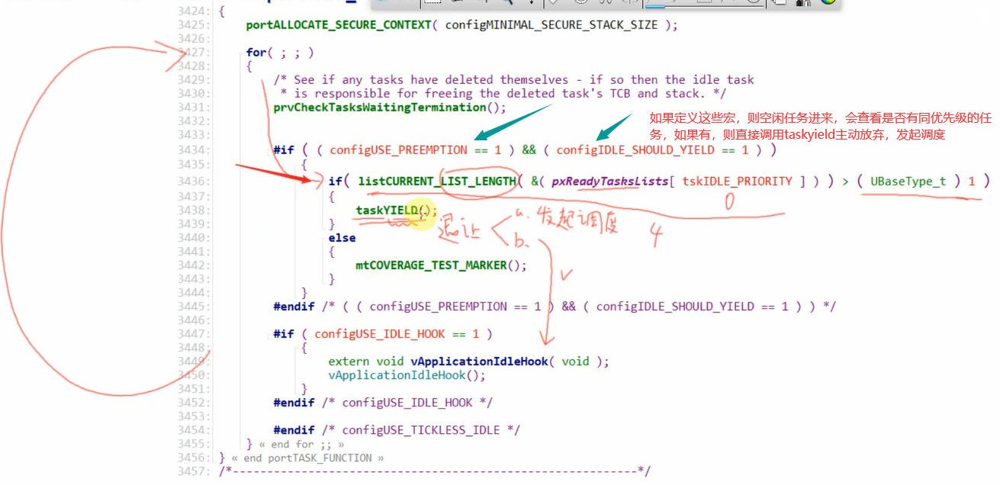 3424: {
3425: portALLOCATE_SECURE_CONTEXT( configMINIMAL_SECURE_STACK_SIZE );
3426:
3427: for( ; ; )
3428: {
3429: /* See if any tasks have deleted themselves - if so then the idle task
3430: * is responsible for freeing the deleted task's TCB and stack. */
3431: prvCheckTasksWaitingTermination();
3432:
3433:
如果定义这些宏，则空闲任务进来，会查看是否有同优先级的任
务，如果有，则直接调用taskyield主动放弃，发起调度
3434: #if ( ( configUSE_PREEMPTION == 1 ) && ( configIDLE_SHOULD_YIELD == 1 ) )
3435: {
3436: if( listCURRENT_LIST_LENGTH( &( pxReadyTasksLists[ tskIDLE_PRIORITY ] ) ) > ( UBaseType_t ) 1 )
3437: {
0
3438: taskYIELD();
退让 a. 发起调度
b.
4
3439: }
3440: else
3441: {
3442: mtCOVERAGE_TEST_MARKER();
3443: }
3444: }
3445: #endif /* ( ( configUSE_PREEMPTION == 1 ) && ( configIDLE_SHOULD_YIELD == 1 ) ) */
3446:
3447: #if ( configUSE_IDLE_HOOK == 1 )
3448: {
3449: extern void vApplicationIdleHook( void );
3450: vApplicationIdleHook();
3451: }
3452: #endif /* configUSE_IDLE_HOOK */
3453:
3454: #endif /* configUSE_TICKLESS_IDLE */
3455: } « end for ;; »
3456: } « end portTASK_FUNCTION »
3457: /*-----------------------------------------------------------*/